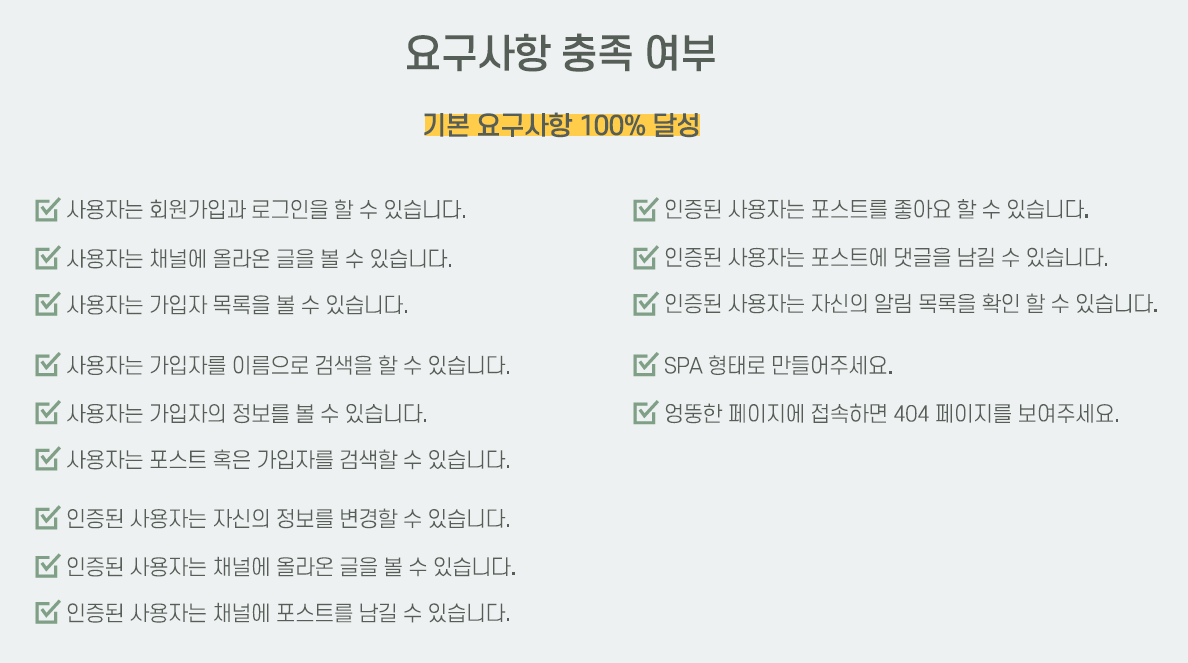 요구사항 충족 여부
기본 요구사항 100% 달성
사용자는 회원가입과 로그인을 할 수 있습니다.
사용자는 채널에 올라온 글을 볼 수 있습니다.
사용자는 가입자 목록을 볼 수 있습니다.
사용자는 가입자를 이름으로 검색을 할 수 있습니다.
사용자는 가입자의 정보를 볼 수 있습니다.
사용자는 포스트 혹은 가입자를 검색할 수 있습니다.
인증된 사용자는 자신의 정보를 변경할 수 있습니다.
인증된 사용자는 채널에 올라온 글을 볼 수 있습니다.
인증된 사용자는 채널에 포스트를 남길 수 있습니다.
인증된 사용자는 포스트를 좋아요 할 수 있습니다.
인증된 사용자는 포스트에 댓글을 남길 수 있습니다.
인증된 사용자는 자신의 알림 목록을 확인 할 수 있습니다.
SPA 형태로 만들어주세요.
엉뚱한 페이지에 접속하면 404 페이지를 보여주세요.